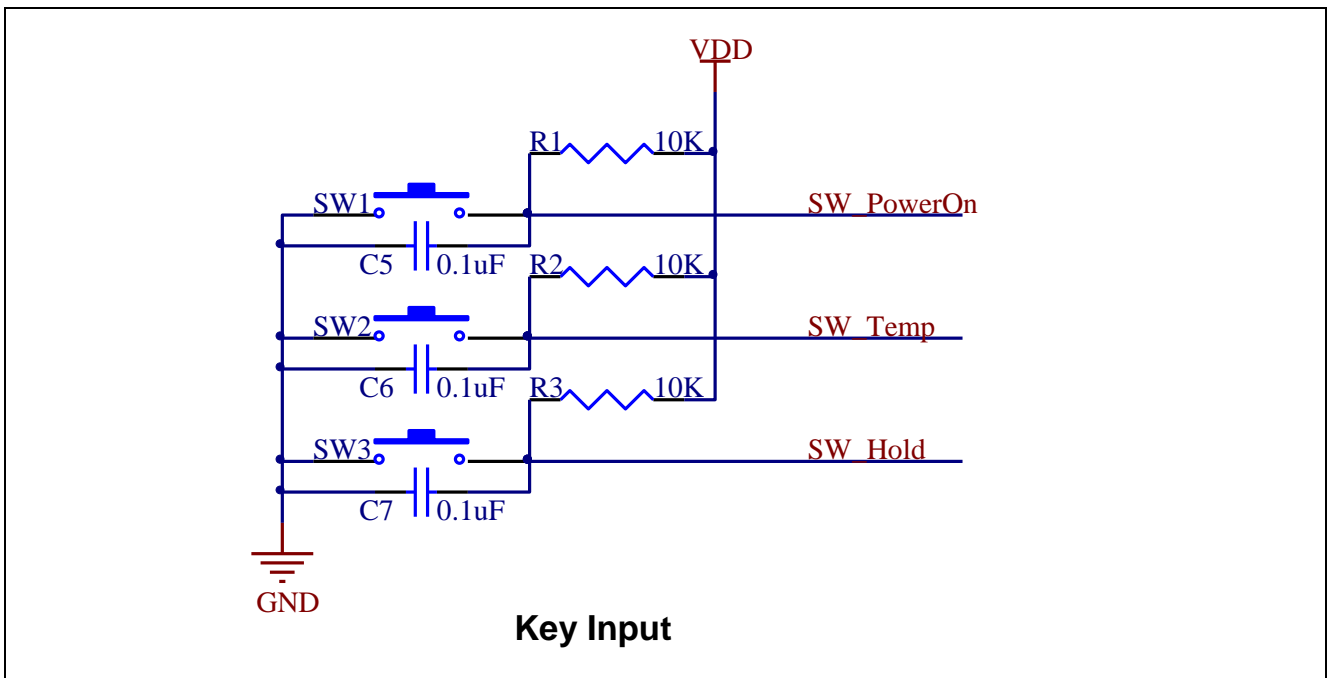 VDD
R1 10K
SW1 SW_PowerOn
C5 0.1uF R2 10K
SW2 SW_Temp
C6 0.1uF R3 10K
SW3 SW_Hold
C7 0.1uF
GND
Key Input